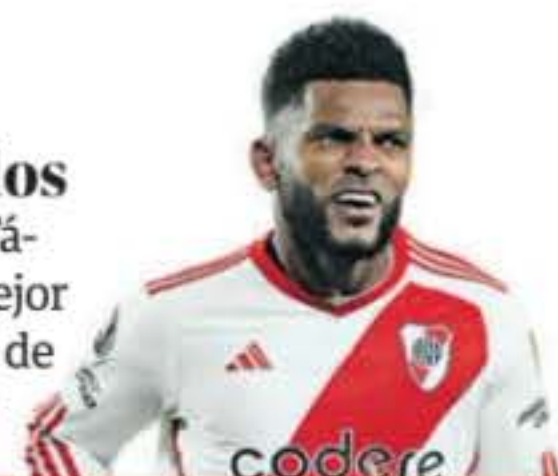 os
á-
ejor
de
codere